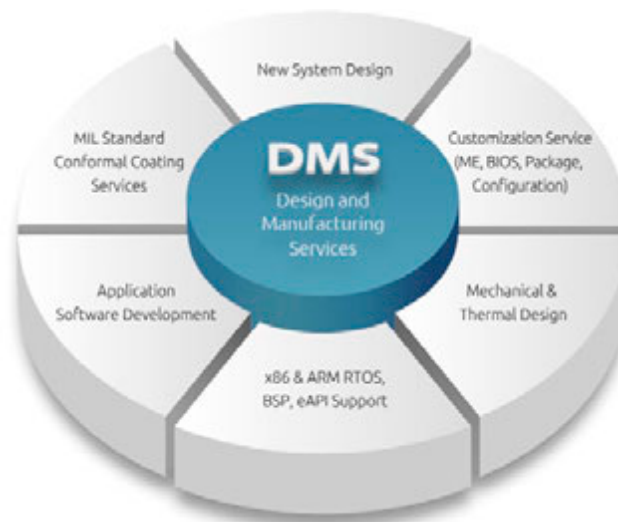 New System Design
MIL Standard
Conformal Coating
Services
DMS
Design and
Manufacturing
Services
Customization Service
(ME, BIOS, Package,
Configuration)
Application
Software Development
Mechanical &
Thermal Design
x86 & ARM RTOS,
BSP, eAPI Support